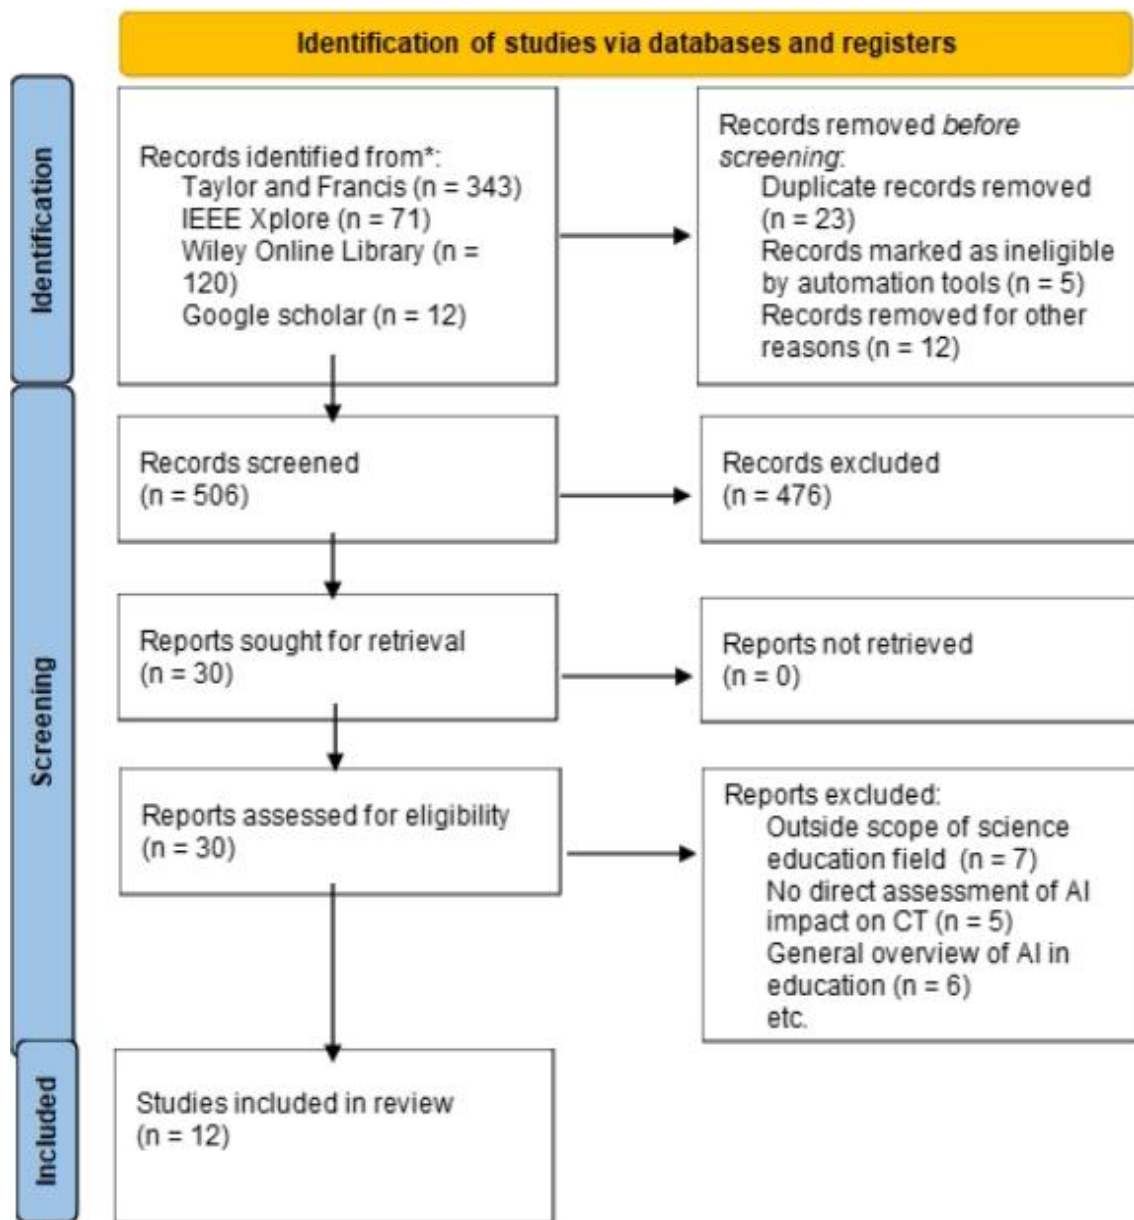 Identification of studies via databases and registers
Identification
Records identified from*:
Taylor and Francis (n = 343)
IEEE Xplore (n = 71)
Wiley Online Library (n =
120)
Google scholar (n = 12)
Records removed before
screening:
Duplicate records removed
(n = 23)
Records marked as ineligible
by automation tools (n = 5)
Records removed for other
reasons (n = 12)
Screening
Records screened
(n = 506)
Records excluded
(n = 476)
Reports sought for retrieval
(n = 30)
Reports not retrieved
(n = 0)
Reports assessed for eligibility
(n = 30)
Reports excluded:
Outside scope of science
education field (n = 7)
No direct assessment of AI
impact on CT (n = 5)
General overview of AI in
education (n = 6)
etc.
Included
Studies included in review
(n = 12)